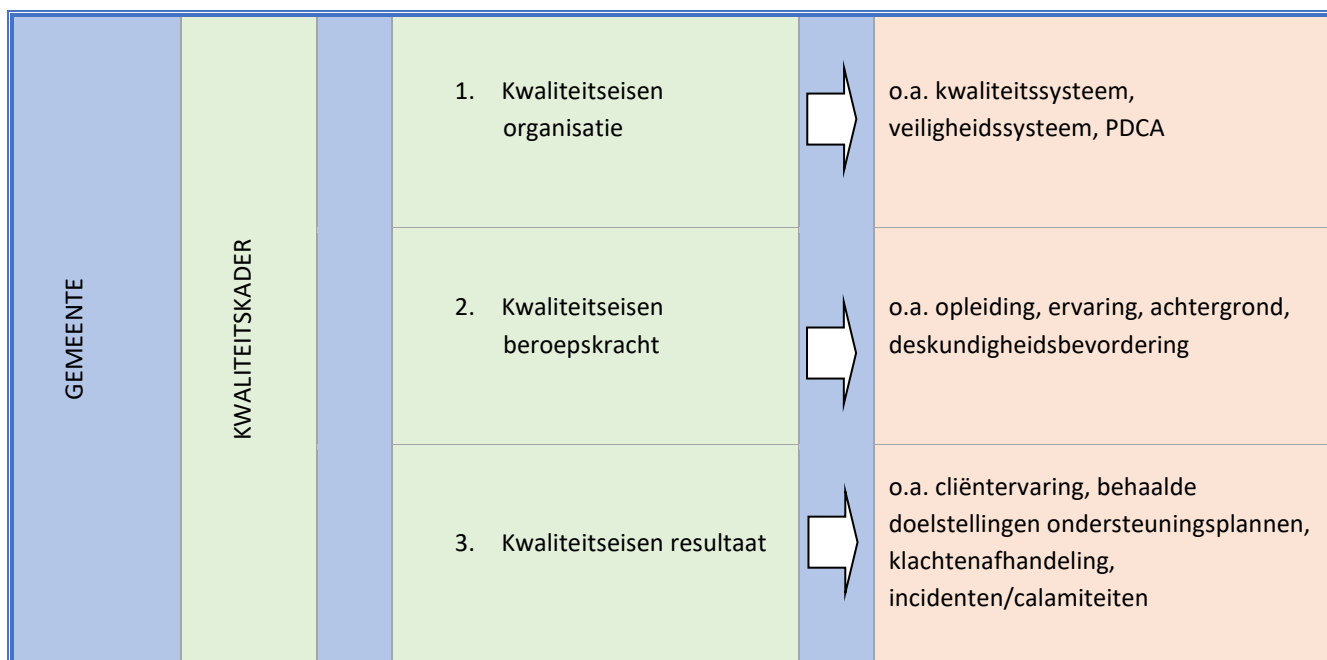 GEMEENTE
KWALITEITSKADER
1. Kwaliteitseisen
organisatie
o.a. kwaliteitssysteem,
veiligheidssysteem, PDCA
2. Kwaliteitseisen
beroepskracht
o.a. opleiding, ervaring, achtergrond,
deskundigheidsbevordering
3. Kwaliteitseisen resultaat
o.a. cliëntervaring, behaalde
doelstellingen ondersteuningsplannen,
klachtenafhandeling,
incidenten/calamiteiten